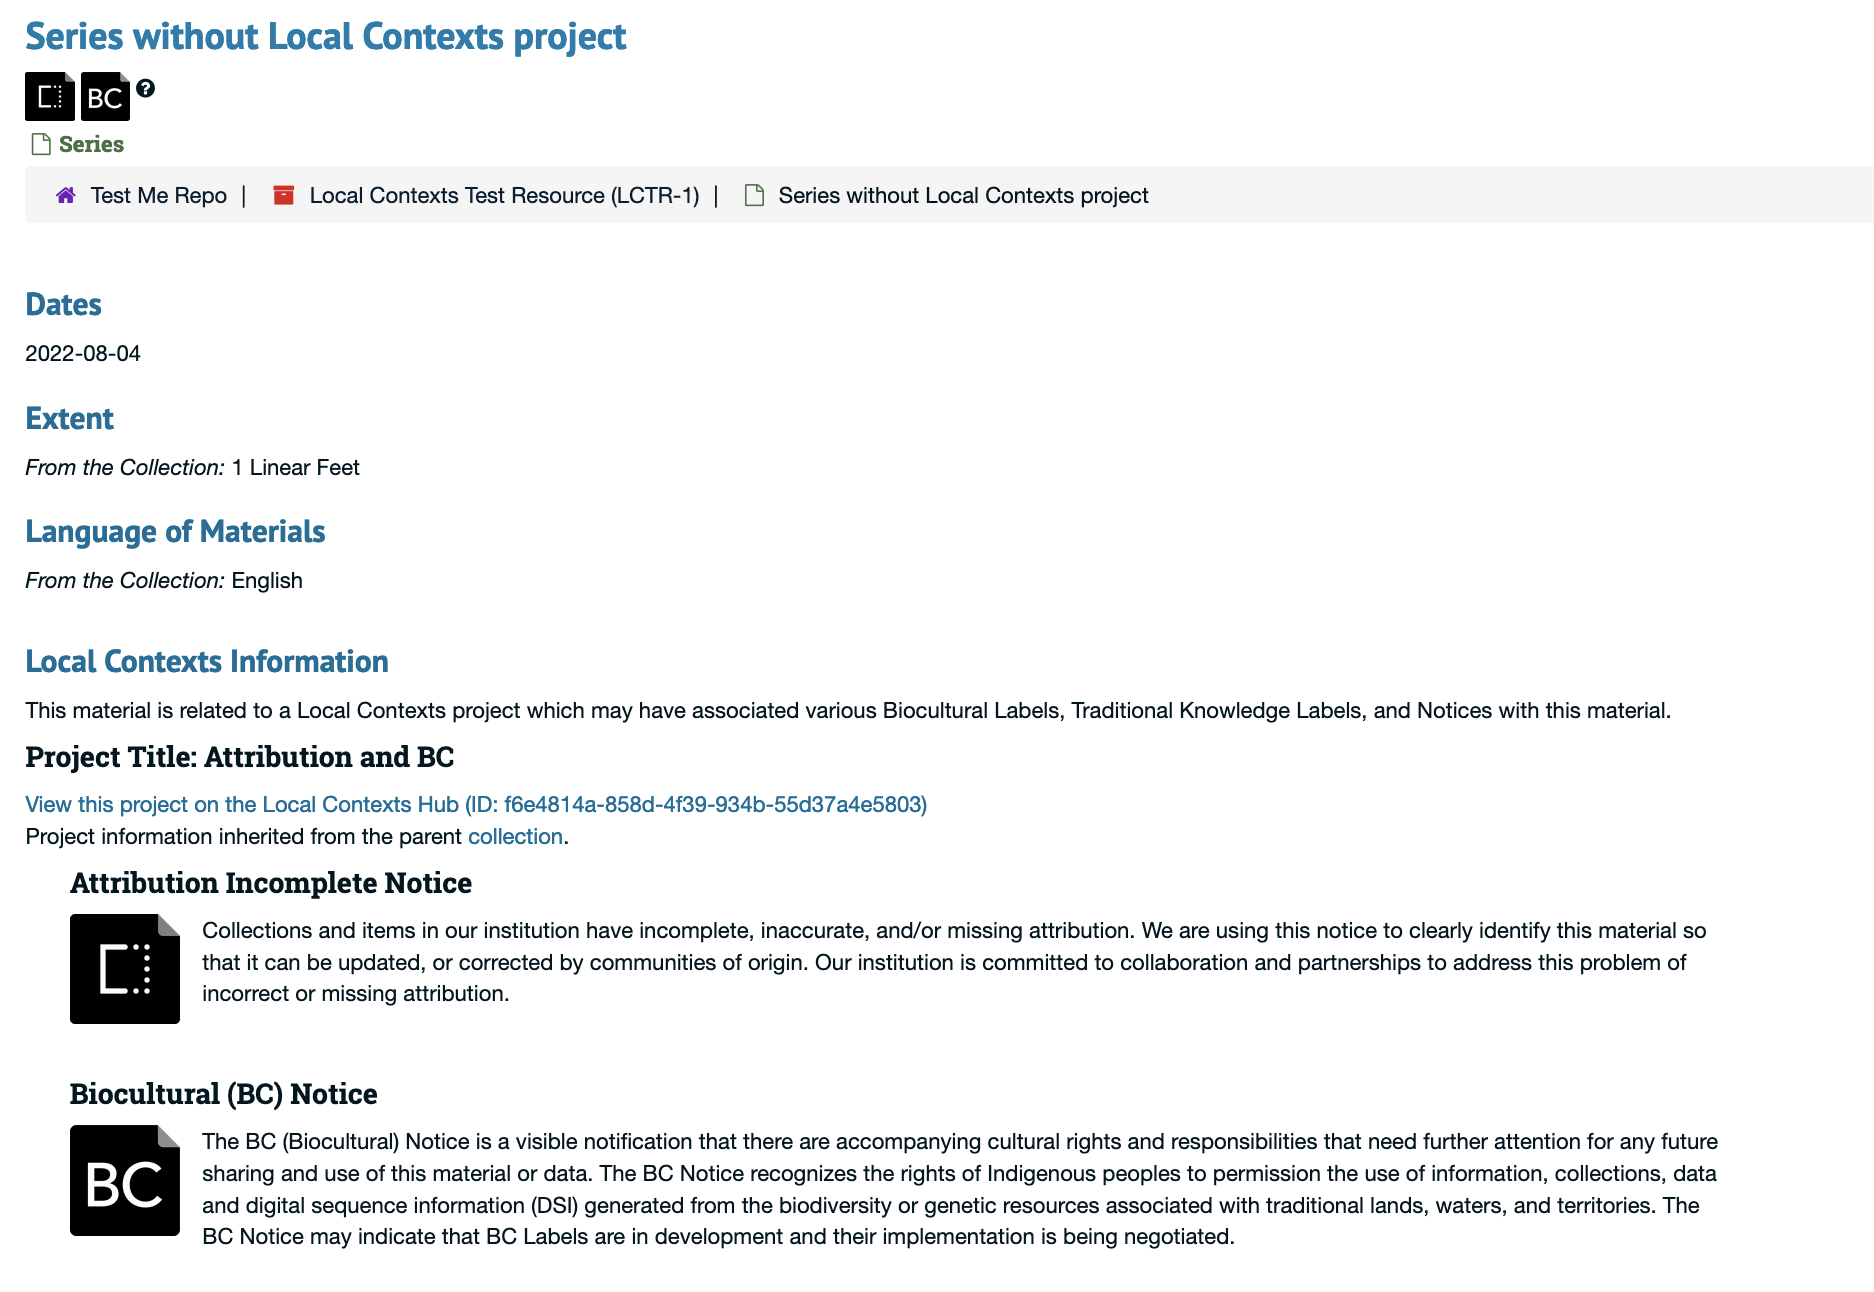 Series without Local Contexts project
BC ?
Series
Test Me Repo | Local Contexts Test Resource (LCTR-1) | Series without Local Contexts project
Dates
2022-08-04
Extent
From the Collection: 1 Linear Feet
Language of Materials
From the Collection: English
Local Contexts Information
This material is related to a Local Contexts project which may have associated various Biocultural Labels, Traditional Knowledge Labels, and Notices with this material.
Project Title: Attribution and BC
View this project on the Local Contexts Hub (ID: f6e4814a-858d-4f39-934b-55d37a4e5803)
Project information inherited from the parent collection.
Attribution Incomplete Notice
Collections and items in our institution have incomplete, inaccurate, and/or missing attribution. We are using this notice to clearly identify this material so
that it can be updated, or corrected by communities of origin. Our institution is committed to collaboration and partnerships to address this problem of
incorrect or missing attribution.
Biocultural (BC) Notice
BC
The BC (Biocultural) Notice is a visible notification that there are accompanying cultural rights and responsibilities that need further attention for any future
sharing and use of this material or data. The BC Notice recognizes the rights of Indigenous peoples to permission the use of information, collections, data
and digital sequence information (DSI) generated from the biodiversity or genetic resources associated with traditional lands, waters, and territories. The
BC Notice may indicate that BC Labels are in development and their implementation is being negotiated.